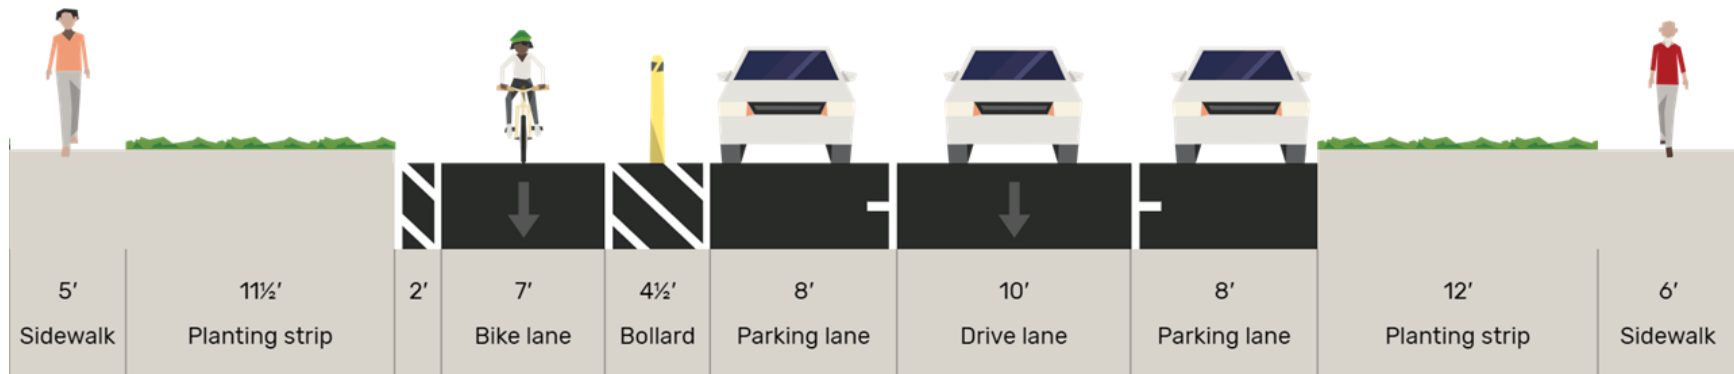 5′ 11½′ 2′ 7′ 4½′ 8′ 10′ 8′ 12′ 6′
Sidewalk Planting strip Bike lane Bollard Parking lane Drive lane Parking lane Planting strip Sidewalk